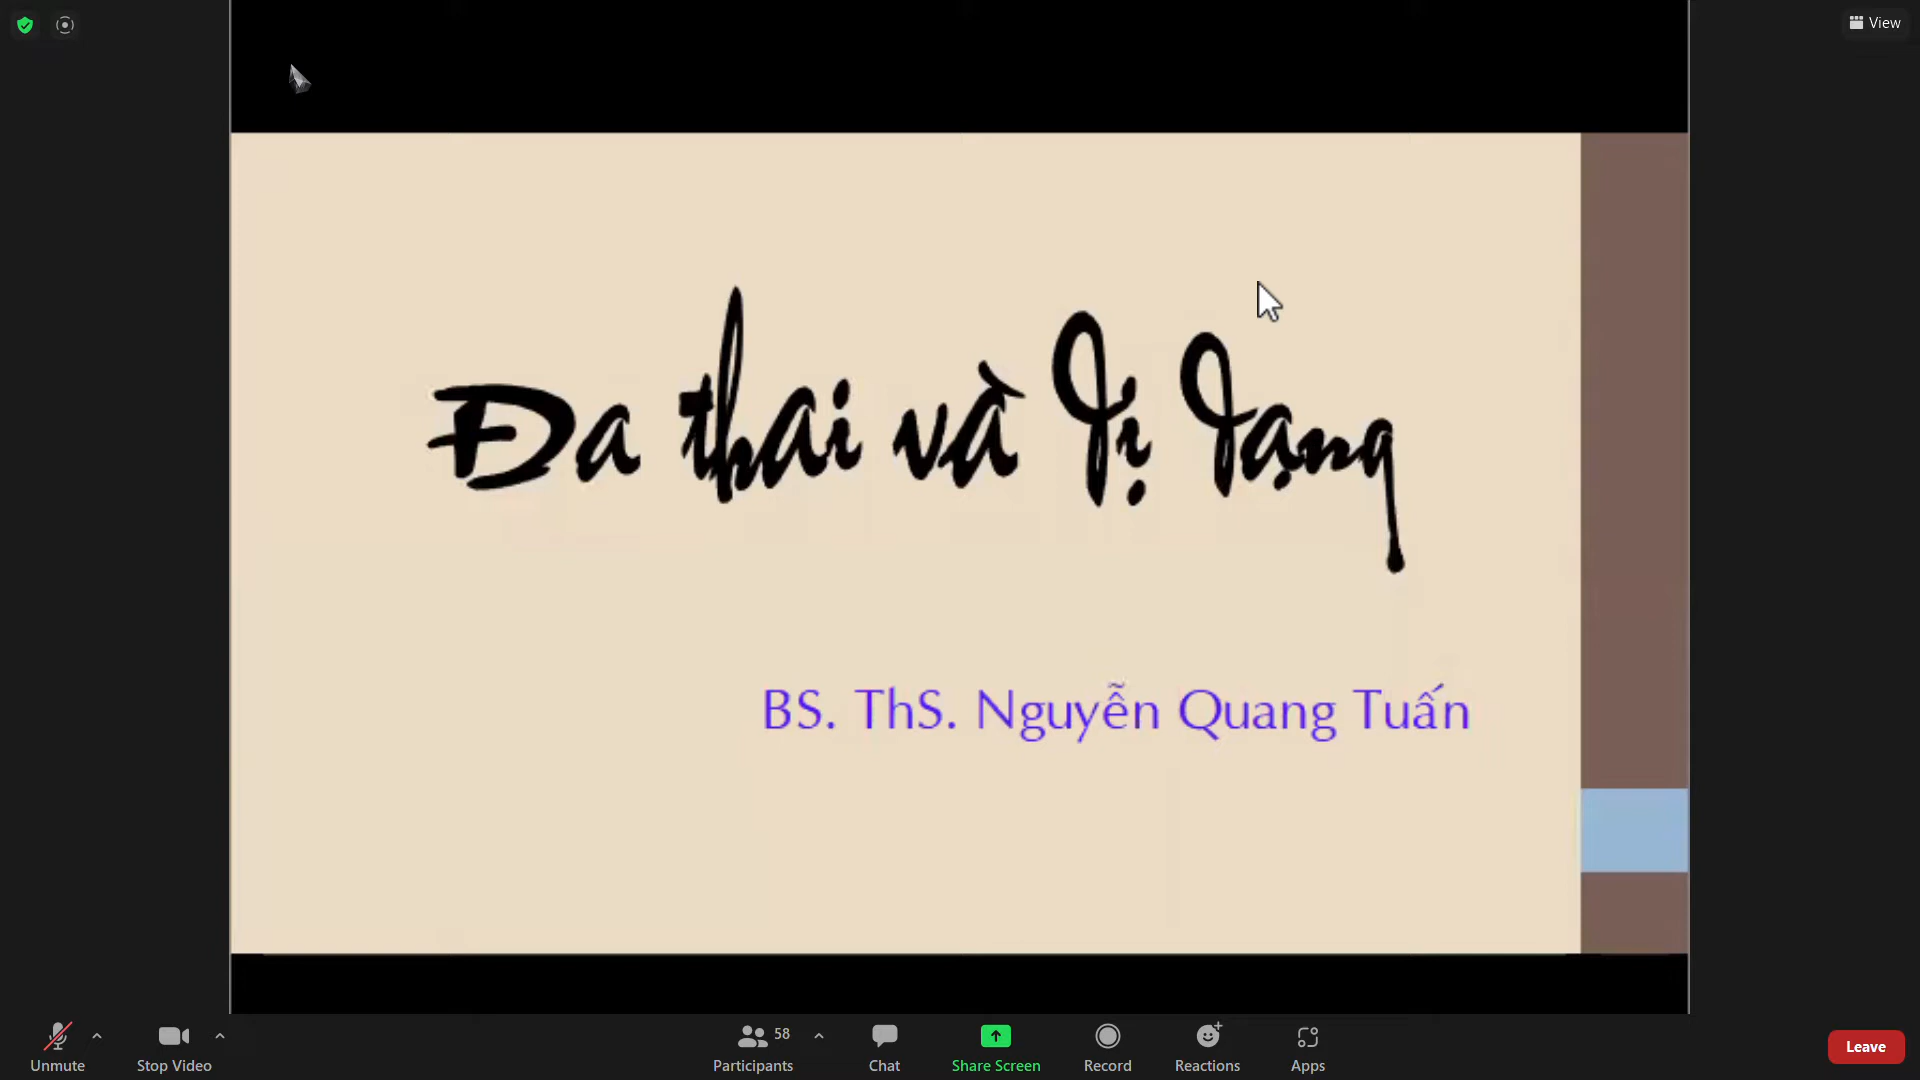 View
Đa thai và dị dạng
BS. ThS. Nguyễn Quang Tuấn
Unmute
Stop Video
58
Participants
Chat
Share Screen
Record
Reactions
Apps
Leave